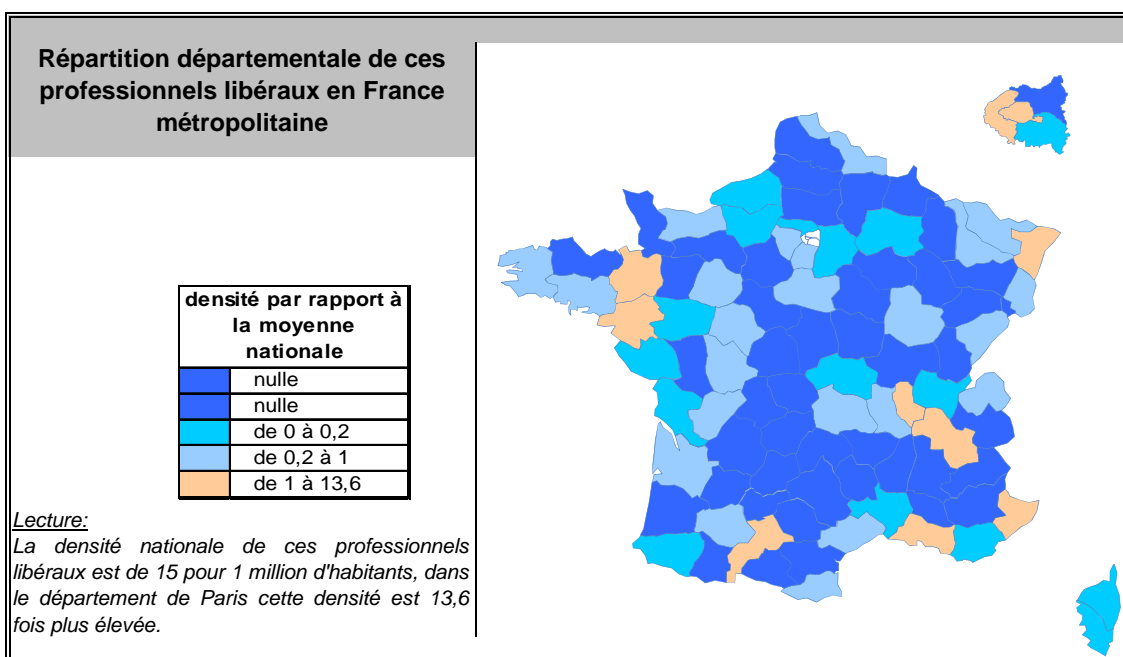 Répartition départementale de ces
professionnels libéraux en France
métropolitaine
densité par rapport à
la moyenne
nationale
nulle
nulle
de 0 à 0,2
de 0,2 à 1
de 1 à 13,6
Lecture:
La densité nationale de ces professionnels
libéraux est de 15 pour 1 million d'habitants, dans
le département de Paris cette densité est 13,6
fois plus élevée.